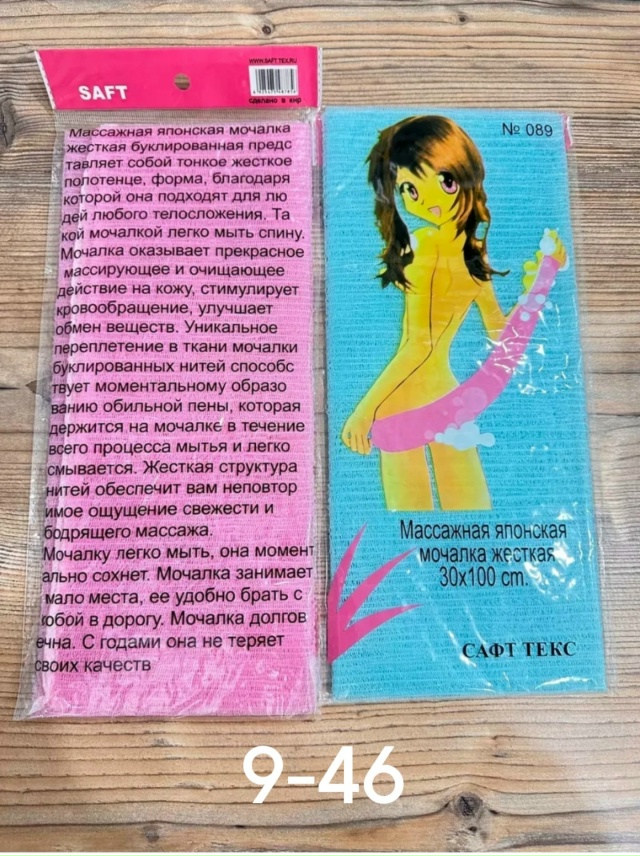 SAFT
WWW.SAFT TEX.RU
сделано в кнр
Массажная японская мочалка
жесткая буклированная предс
тавляет собой тонкое жесткое
полотенце, форма, благодаря
которой она подходят для лю
дей любого телосложения. Та
кой мочалкой легко мыть спину.
Мочалка оказывает прекрасное
массирующее и очищающее
действие на кожу, стимулирует
кровообращение, улучшает
обмен веществ. Уникальное
переплетение в ткани мочалки
буклированных нитей способс
твует моментальному образо
ванию обильной пены, которая
держится на мочалке в течение
всего процесса мытья и легко
смывается. Жесткая структура
нитей обеспечит вам неповтор
имое ощущение свежести и
бодрящего массажа.
Мочалку легко мыть, она момент
ально сохнет. Мочалка занимает
мало места, ее удобно брать с
собой в дорогу. Мочалка долгов
ечна. С годами она не теряет
своих качеств
№ 089
Массажная японская
мочалка жесткая
30x100 cm.
САФТ ТЕКС
9-46